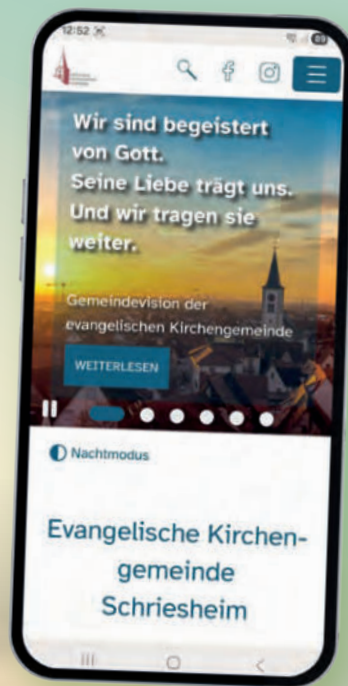 12:52
Wir sind begeistert
von Gott.
Seine Liebe trägt uns.
Und wir tragen sie
weiter.
Gemeindevision der
evangelischen Kirchengemeinde
WEITERLESEN
Nachtmodus
Evangelische Kirchen-
gemeinde
Schriesheim